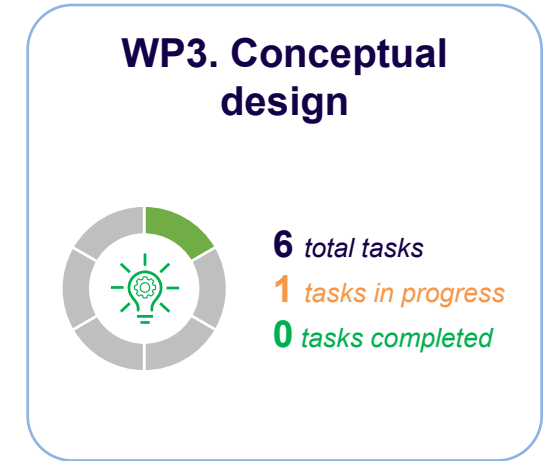 WP3. Conceptual
design
6 total tasks
1 tasks in progress
0 tasks completed